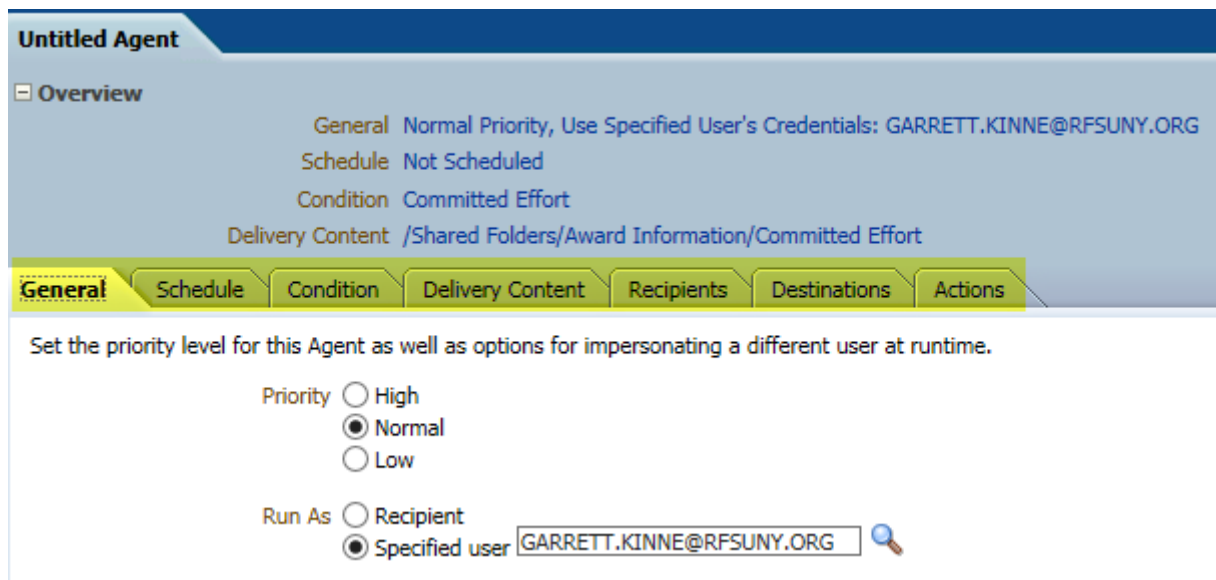 Untitled Agent
Overview
General Normal Priority, Use Specified User's Credentials: GARRETT.KINNE@RFSUNY.ORG
Schedule Not Scheduled
Condition Committed Effort
Delivery Content /Shared Folders/Award Information/Committed Effort
General Schedule Condition Delivery Content Recipients Destinations Actions
Set the priority level for this Agent as well as options for impersonating a different user at runtime.
Priority High
Normal
Low
Run As Recipient
Specified user GARRETT.KINNE@RFSUNY.ORG